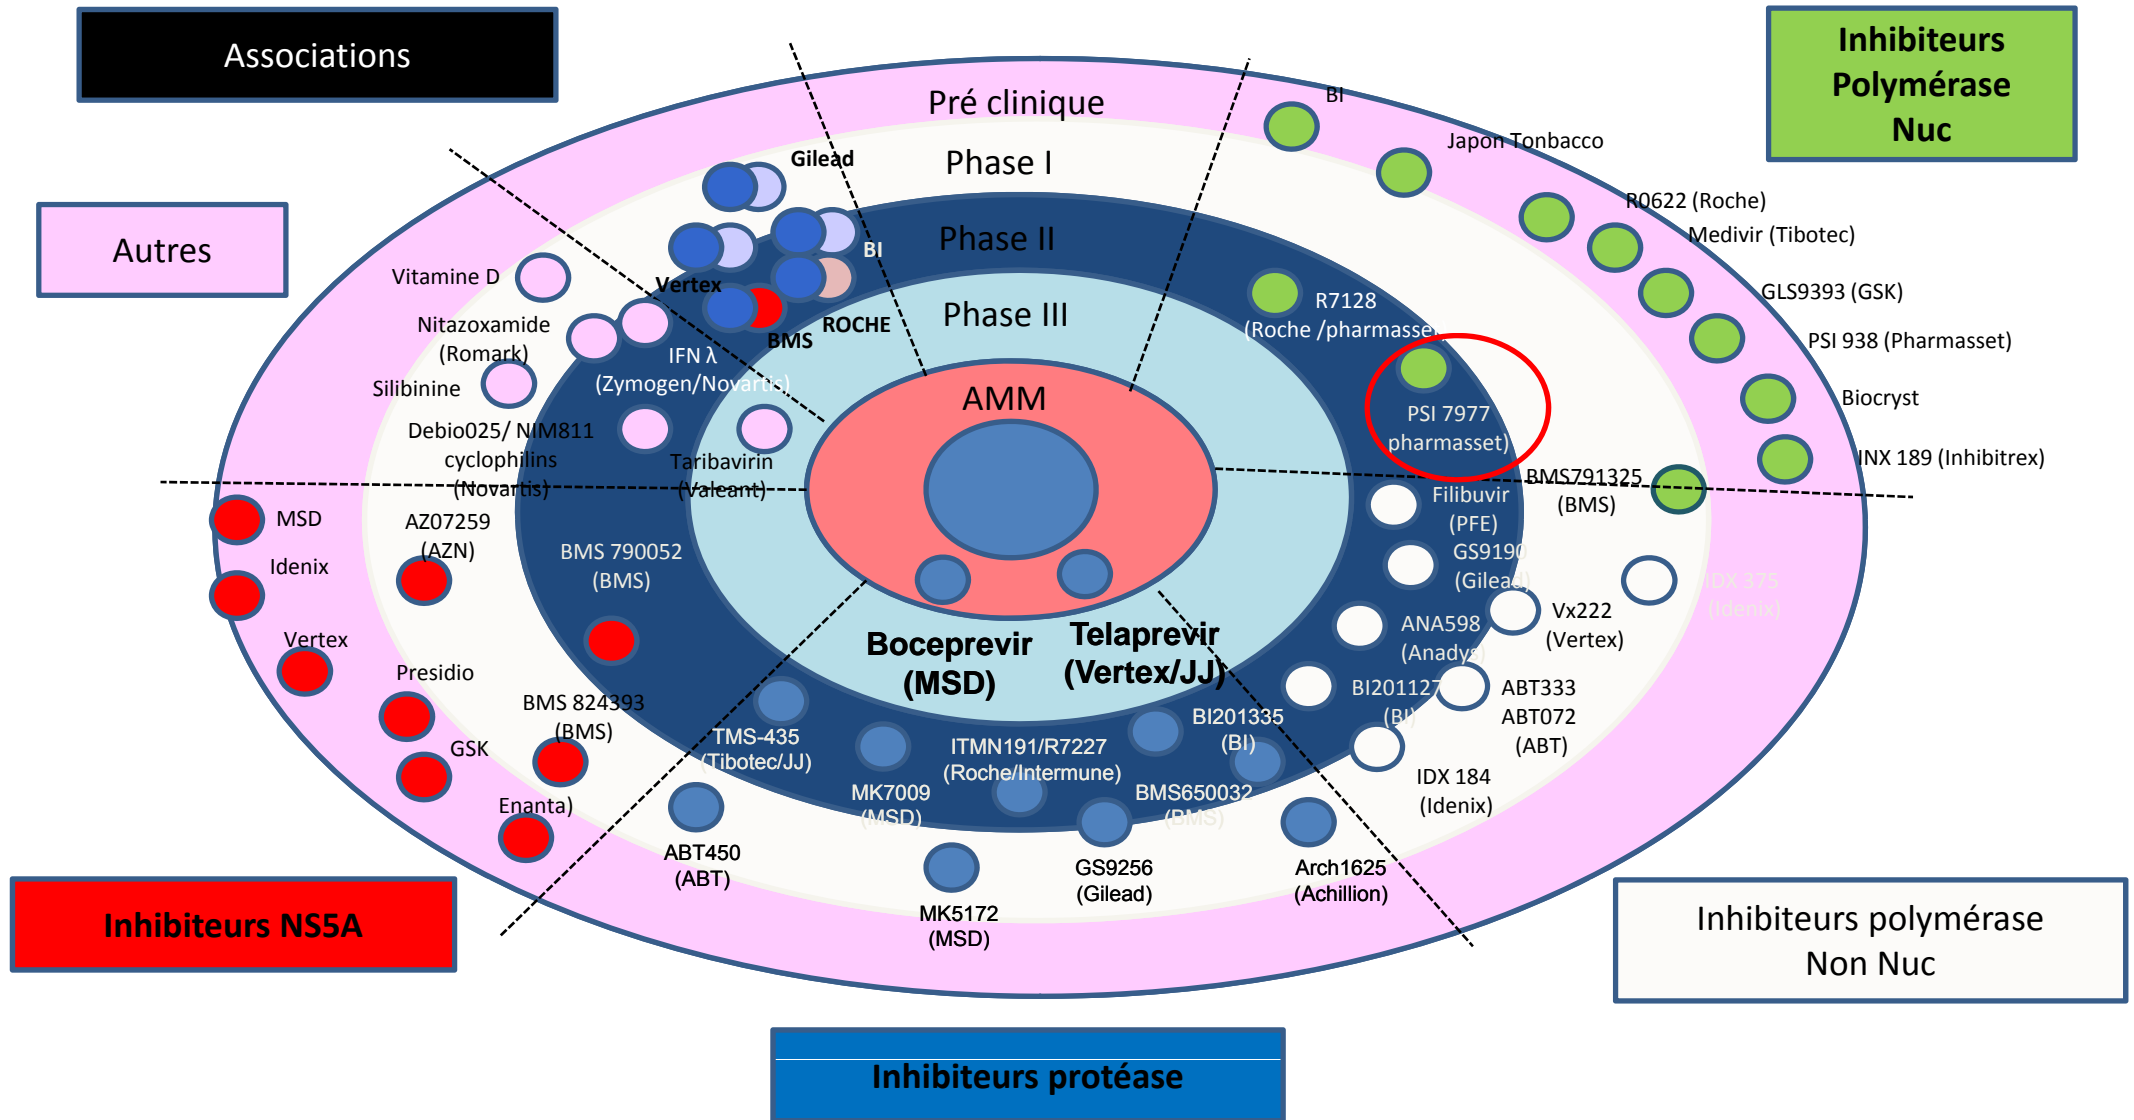 Associations
Inhibiteurs
Polymérase
Nuc
Autres
Pré clinique
Phase I
Phase II
Phase III
AMM
Gilead
BI
Vertex
ROCHE
BMS
Vitamine D
Nitazoxamide
(Romark)
Silibinine
IFN λ
(Zymogen/Novartis)
Debio025/ NIM811
cyclophilins
(Novartis)
Taribavirin
(Valeant)
BI
Japon Tonbacco
R0622 (Roche)
Medivir (Tibotec)
GLS9393 (GSK)
PSI 938 (Pharmasset)
Biocryst
INX 189 (Inhibitrex)
R7128
(Roche /pharmasset)
PSI 7977
pharmasset)
BMS791325
(BMS)
Filibuvir
(PFE)
GS9190
(Gilead)
IDX 375
(Idenix)
Vx222
(Vertex)
ANA598
(Anadys)
BI201127
(BI)
ABT333
ABT072
(ABT)
IDX 184
(Idenix)
MSD
Idenix
Vertex
Presidio
GSK
Enanta)
AZ07259
(AZN)
BMS 790052
(BMS)
BMS 824393
(BMS)
Boceprevir
(MSD)
Telaprevir
(Vertex/JJ)
TMS-435
(Tibotec/JJ)
MK7009
(MSD)
ITMN191/R7227
(Roche/Intermune)
BI201335
(BI)
BMS650032
(BMS)
ABT450
(ABT)
MK5172
(MSD)
GS9256
(Gilead)
Arch1625
(Achillion)
Inhibiteurs NS5A
Inhibiteurs polymérase
Non Nuc
Inhibiteurs protéase